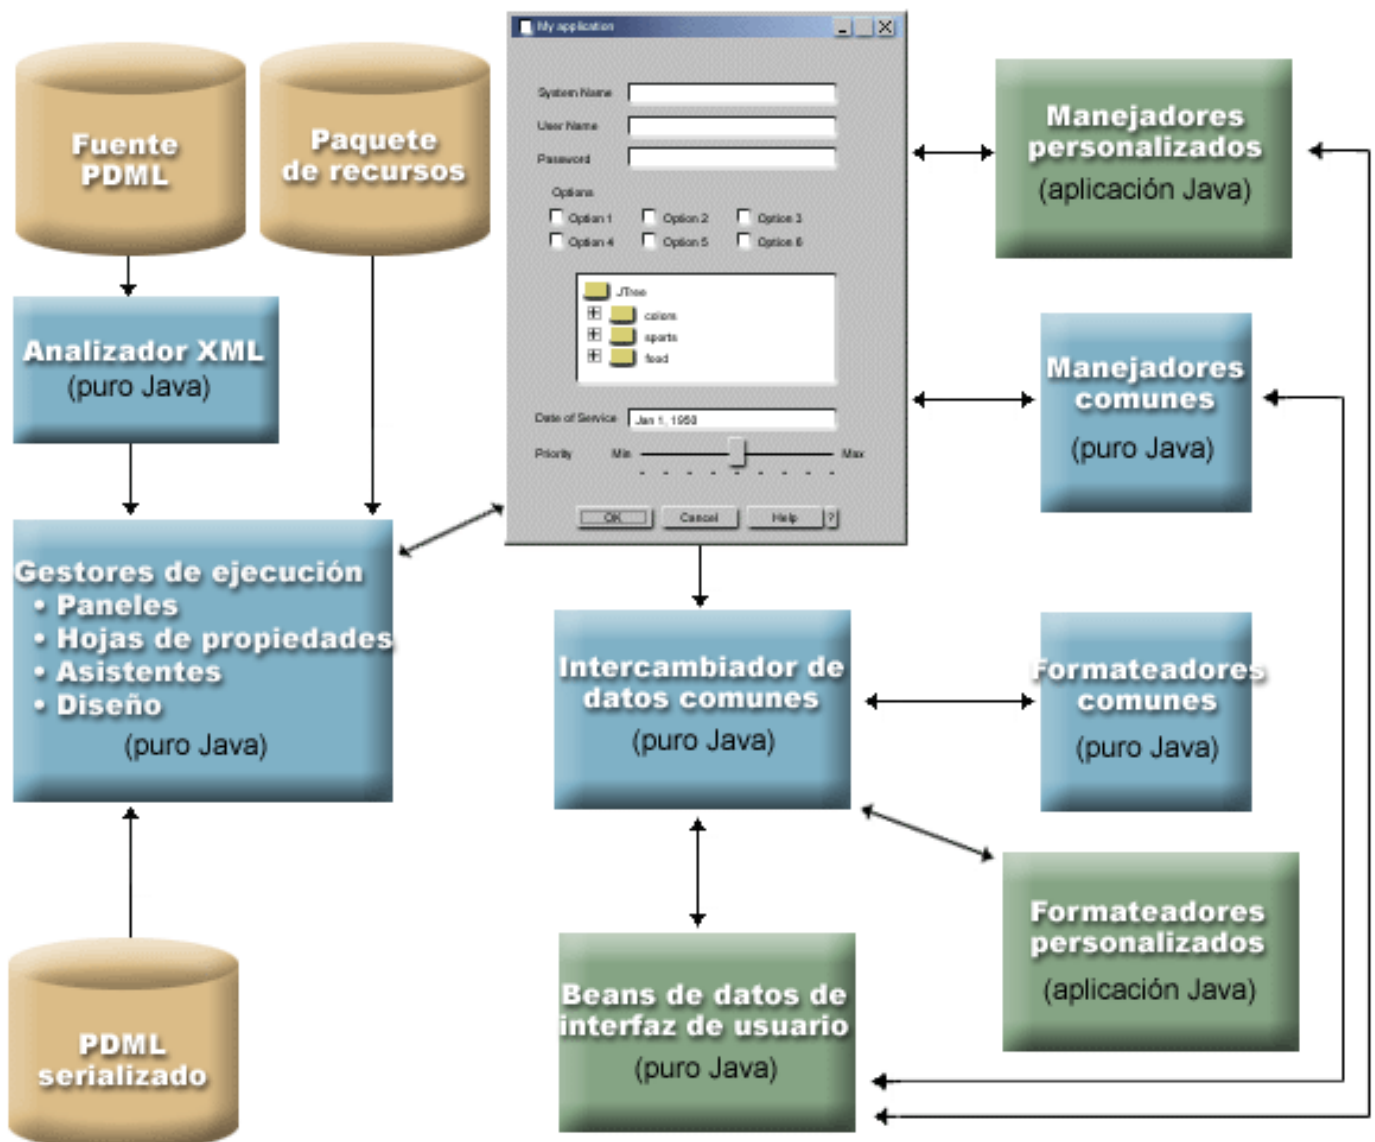 Fuente
PDML
Paquete
de recursos
My application
System Name
User Name
Password
Options
Option 1
Option 2
Option 3
Option 4
Option 5
Option 6
JTree
colors
sports
food
Date of Service
Jan 1, 1950
Priority
Min
Max
OK
Cancel
Help
?
Manejadores
personalizados
(aplicación Java)
Analizador XML
(puro Java)
Manejadores
comunes
(puro Java)
Gestores de ejecución
• Paneles
• Hojas de propiedades
• Asistentes
• Diseño
(puro Java)
Intercambiador de
datos comunes
(puro Java)
Formateadores
comunes
(puro Java)
Formateadores
personalizados
(aplicación Java)
Beans de datos de
interfaz de usuario
(puro Java)
PDML
serializado